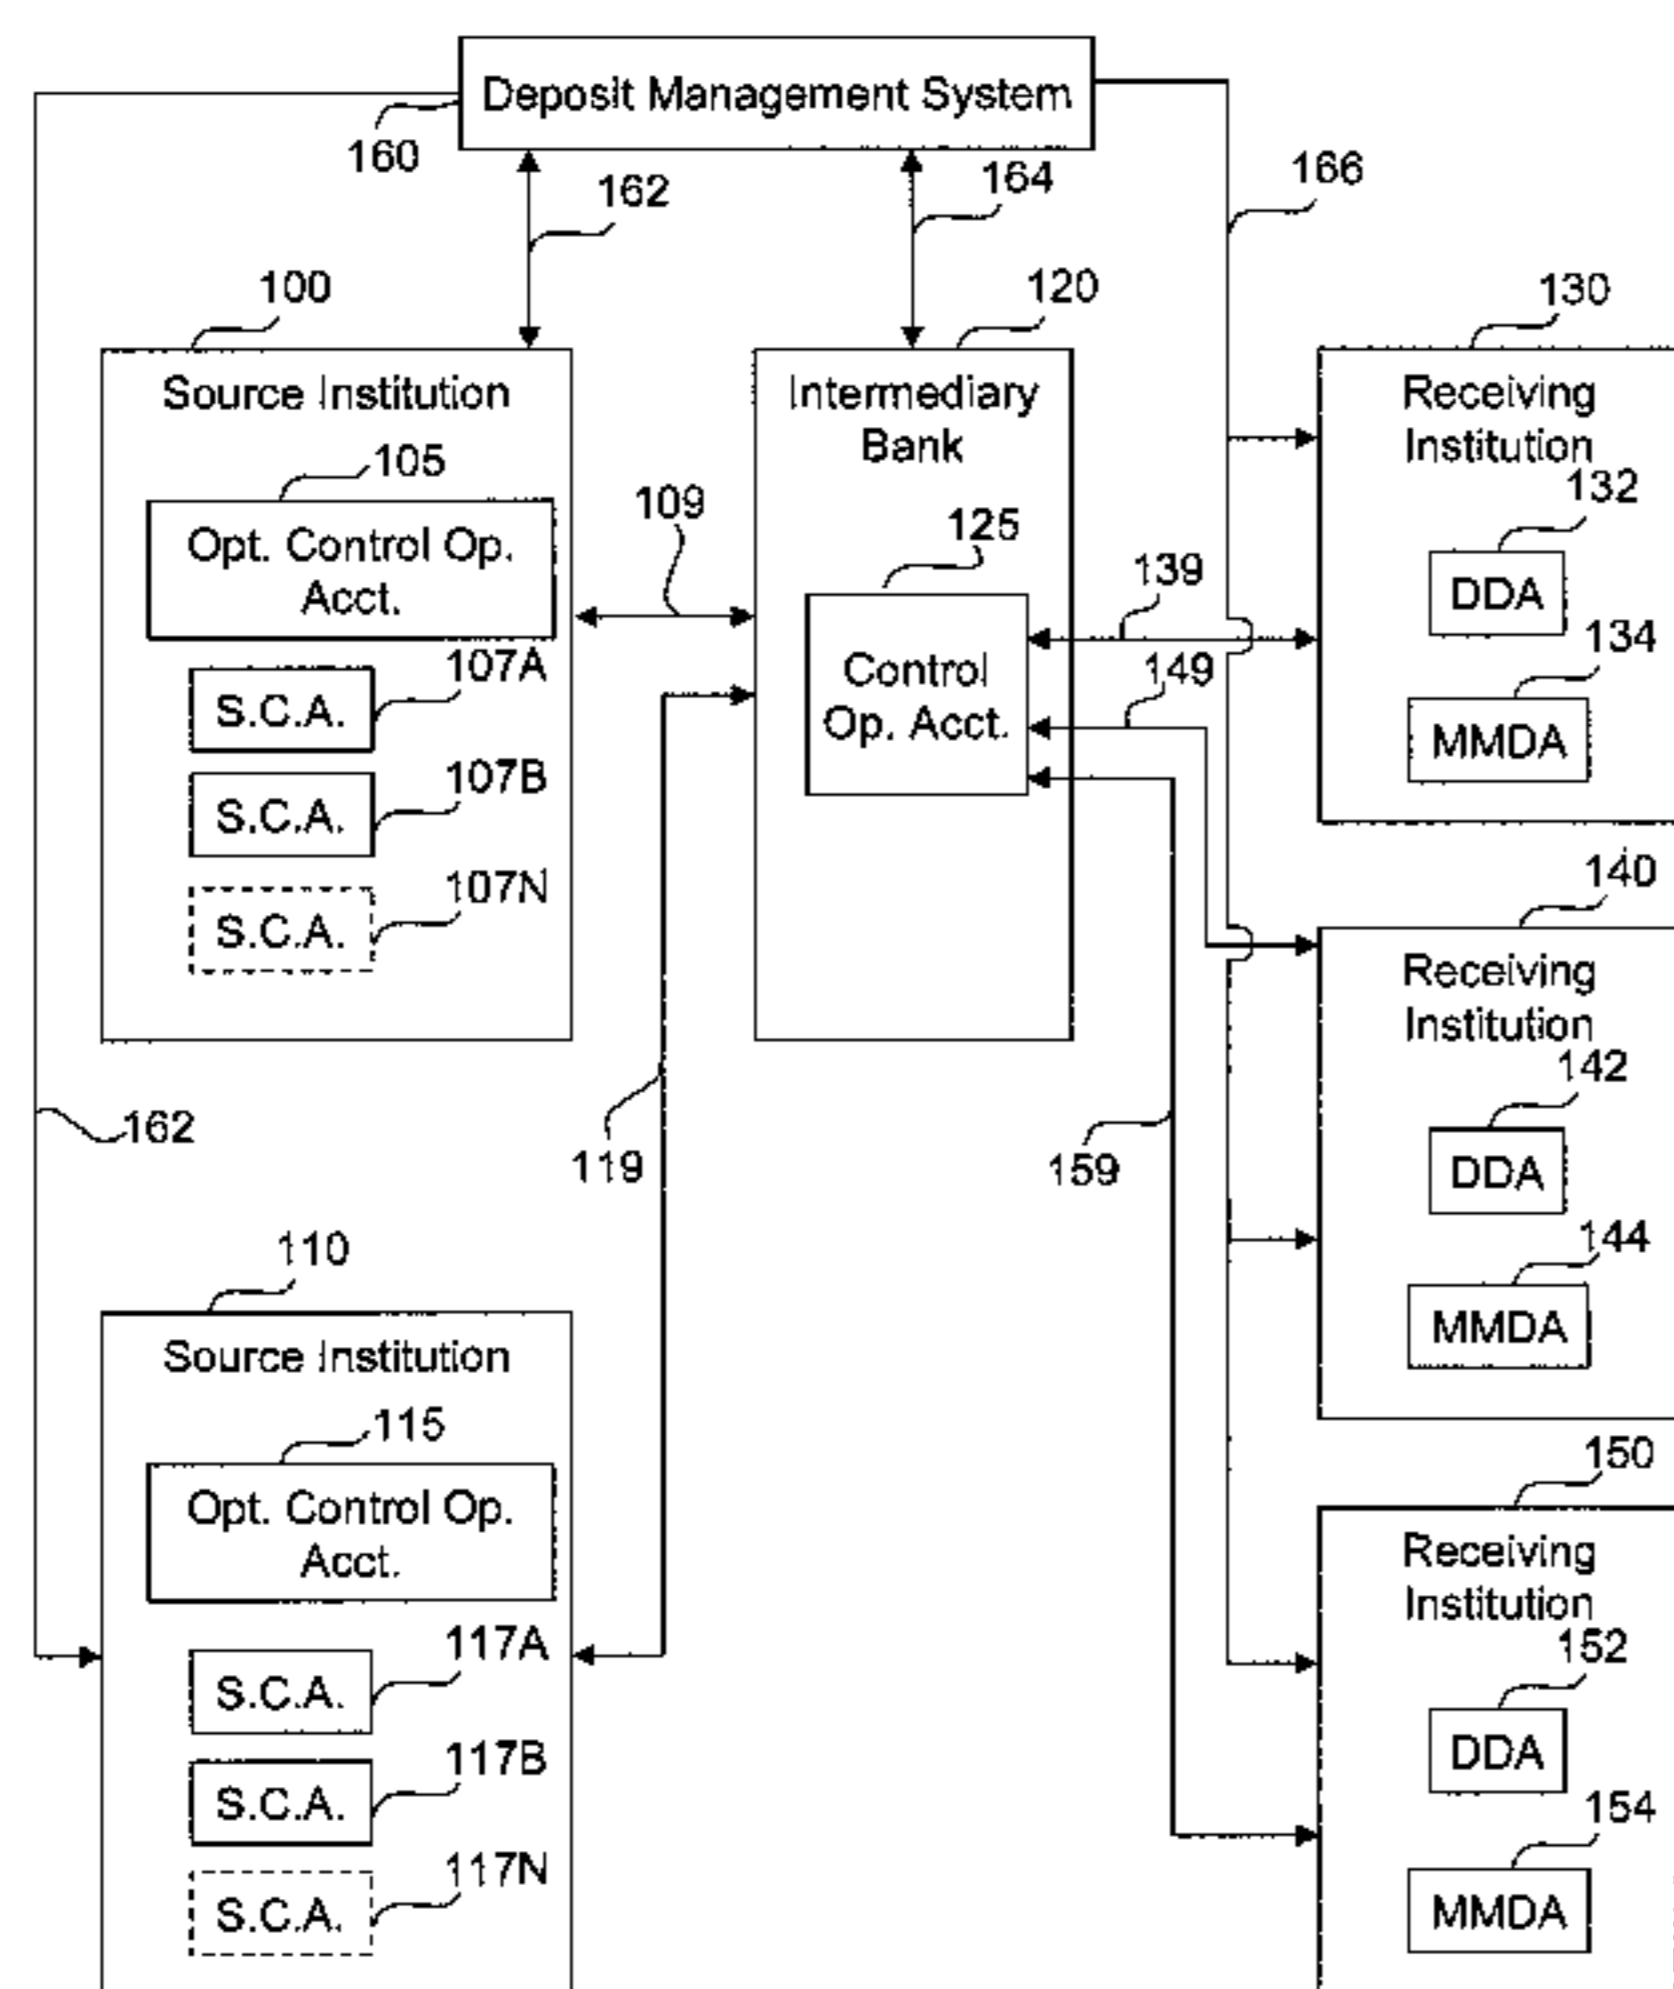 Deposit Management System
160
162
164
166
100
120
130
Source Institution
105
Opt. Control Op.
Acct.
107A
S.C.A.
107B
S.C.A.
107N
S.C.A.
109
Intermediary
Bank
125
Control
Op. Acct.
139
149
Receiving
Institution
132
DDA
134
MMDA
140
Receiving
Institution
142
DDA
144
MMDA
162
119
159
110
Source Institution
115
Opt. Control Op.
Acct.
117A
S.C.A.
117B
S.C.A.
117N
S.C.A.
150
Receiving
Institution
152
DDA
154
MMDA